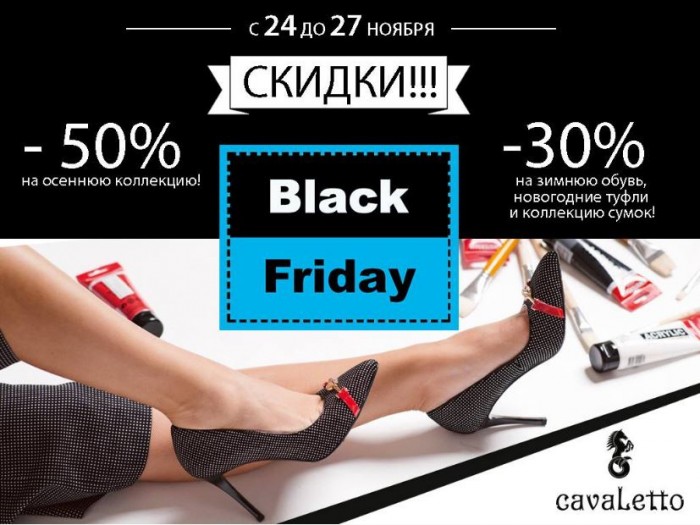 С 24 ДО 27 НОЯБРЯ
СКИДКИ!!!
- 50%
на осеннюю коллекцию!
-30%
на зимнюю обувь,
новогодние туфли
и коллекцию сумок!
Black
Friday
ACRYLIC
cavaLetto